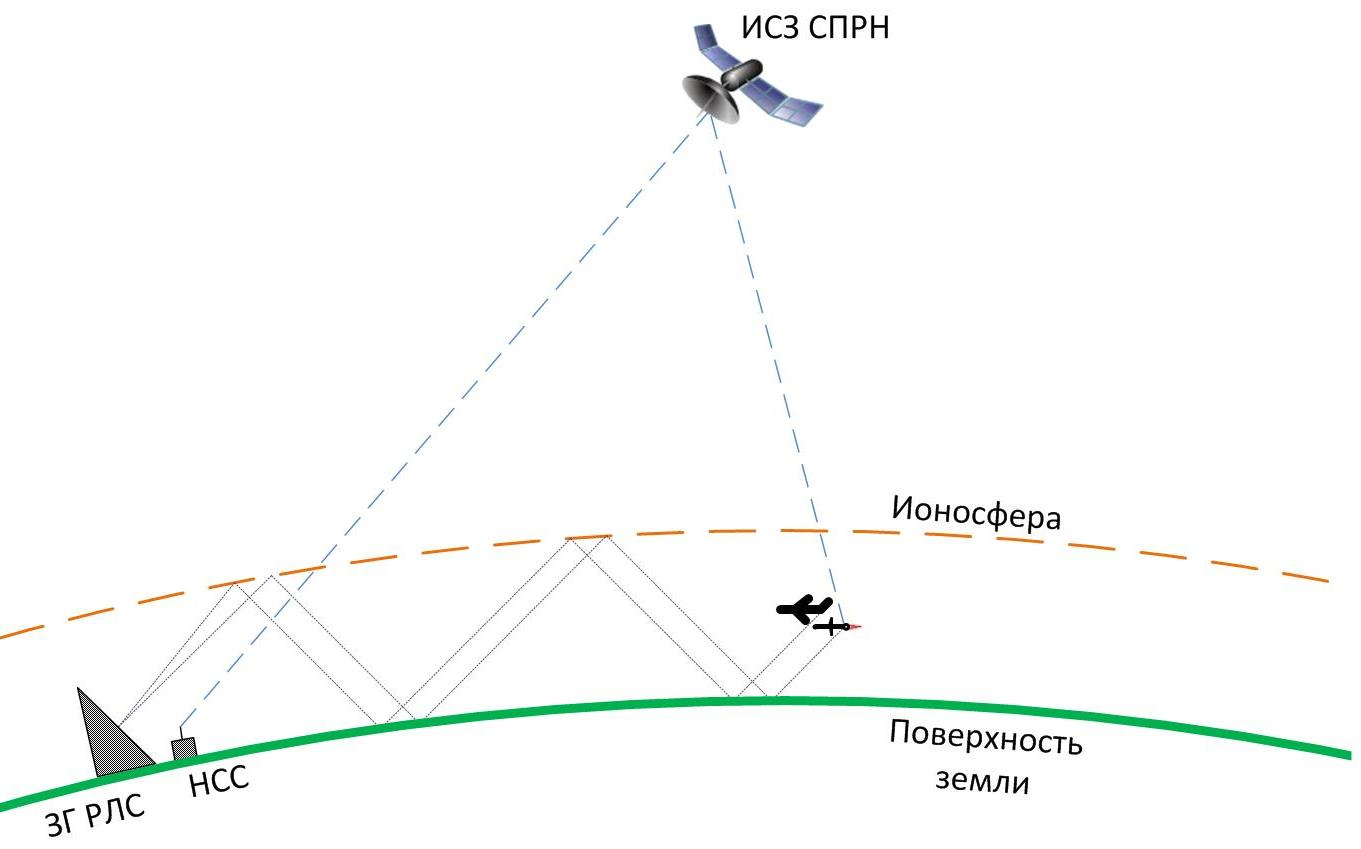 ИСЗ СПРН
Ионосфера
Поверхность
земли
НСС
ЗГ РЛС